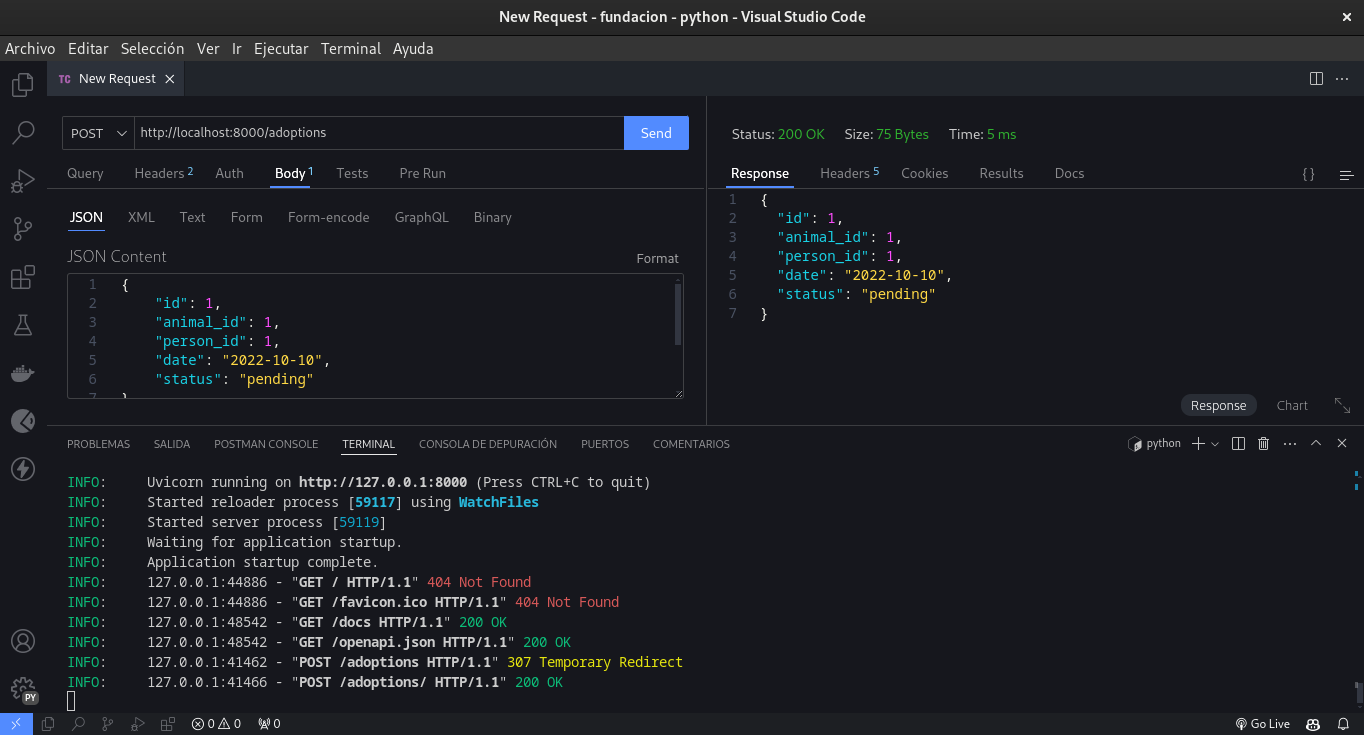 New Request - fundacion - python - Visual Studio Code
Archivo Editar Selección Ver Ir Ejecutar Terminal Ayuda
TC New Request
POST http://localhost:8000/adoptions Send
Query Headers 2 Auth Body 1 Tests Pre Run
JSON XML Text Form Form-encode GraphQL Binary
JSON Content Format
1 {
2 "id": 1,
3 "animal_id": 1,
4 "person_id": 1,
5 "date": "2022-10-10",
6 "status": "pending"
7 }
Status: 200 OK Size: 75 Bytes Time: 5 ms
Response Headers 5 Cookies Results Docs { }
1 {
2 "id": 1,
3 "animal_id": 1,
4 "person_id": 1,
5 "date": "2022-10-10",
6 "status": "pending"
7 }
Response Chart
PROBLEMAS SALIDA POSTMAN CONSOLE TERMINAL CONSOLA DE DEPURACIÓN PUERTOS COMENTARIOS python
INFO: Uvicorn running on http://127.0.0.1:8000 (Press CTRL+C to quit)
INFO: Started reloader process [59117] using WatchFiles
INFO: Started server process [59119]
INFO: Waiting for application startup.
INFO: Application startup complete.
INFO: 127.0.0.1:44886 - "GET / HTTP/1.1" 404 Not Found
INFO: 127.0.0.1:44886 - "GET /favicon.ico HTTP/1.1" 404 Not Found
INFO: 127.0.0.1:48542 - "GET /docs HTTP/1.1" 200 OK
INFO: 127.0.0.1:48542 - "GET /openapi.json HTTP/1.1" 200 OK
INFO: 127.0.0.1:41462 - "POST /adoptions HTTP/1.1" 307 Temporary Redirect
INFO: 127.0.0.1:41466 - "POST /adoptions/ HTTP/1.1" 200 OK
PY
0 0 0 Go Live